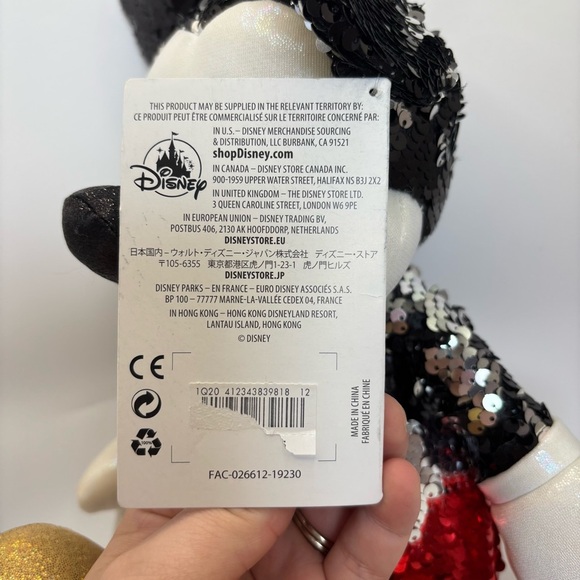 THIS PRODUCT MAY BE SUPPLIED IN THE RELEVANT TERRITORY BY:
CE PRODUIT PEUT ÊTRE COMMERCIALISÉ SUR LE TERRITOIRE CONCERNÉ PAR:
IN U.S. – DISNEY MERCHANDISE SOURCING
& DISTRIBUTION, LLC BURBANK, CA 91521
shopDisney.com
IN CANADA – DISNEY STORE CANADA INC.
900-1959 UPPER WATER STREET, HALIFAX NS B3J 2X2
IN UNITED KINGDOM – THE DISNEY STORE LTD.
3 QUEEN CAROLINE STREET, LONDON W6 9PE
DISNEY
IN EUROPEAN UNION – DISNEY TRADING BV,
POSTBUS 406, 2130 AK HOOFDDORP, NETHERLANDS
DISNEYSTORE.EU
日本国内 – ウォルト・ディズニー・ジャパン株式会社 ディズニー・ストア
〒105-6355 東京都港区虎ノ門1-23-1 虎ノ門ヒルズ
DISNEYSTORE.JP
DISNEY PARKS – EN FRANCE – EURO DISNEY ASSOCIÉS S.A.S.
BP 100 – 77777 MARNE-LA-VALLÉE CEDEX 04, FRANCE
IN HONG KONG – HONG KONG DISNEYLAND RESORT,
LANTAU ISLAND, HONG KONG
© DISNEY
CE
1Q20 412343839818 12
100%
MADE IN CHINA
FABRIQUÉ EN CHINE
FAC-026612-19230